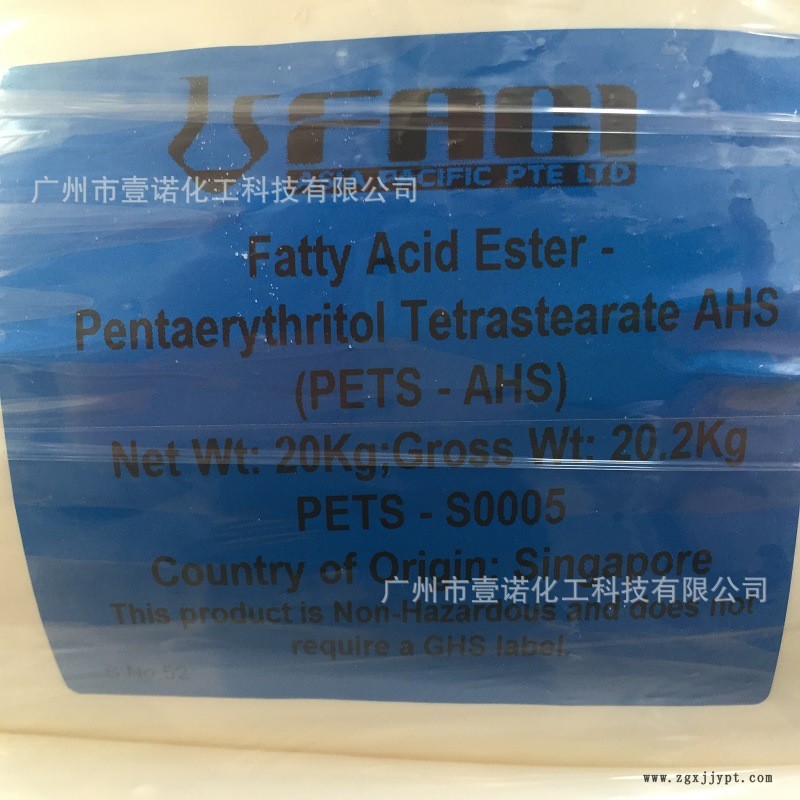 FACI
ASIA PACIFIC PTE LTD
广州市壹诺化工科技有限公司
Fatty Acid Ester -
Pentaerythritol Tetrastearate AHS
(PETS - AHS)
Net Wt: 20Kg;Gross Wt: 20.2Kg
PETS - S0005
Country of Origin: Singapore
广州市壹诺化工科技有限公司
This product is Non-Hazardous and does not
require a GHS label.
S No 52
www.zgxjjypt.com